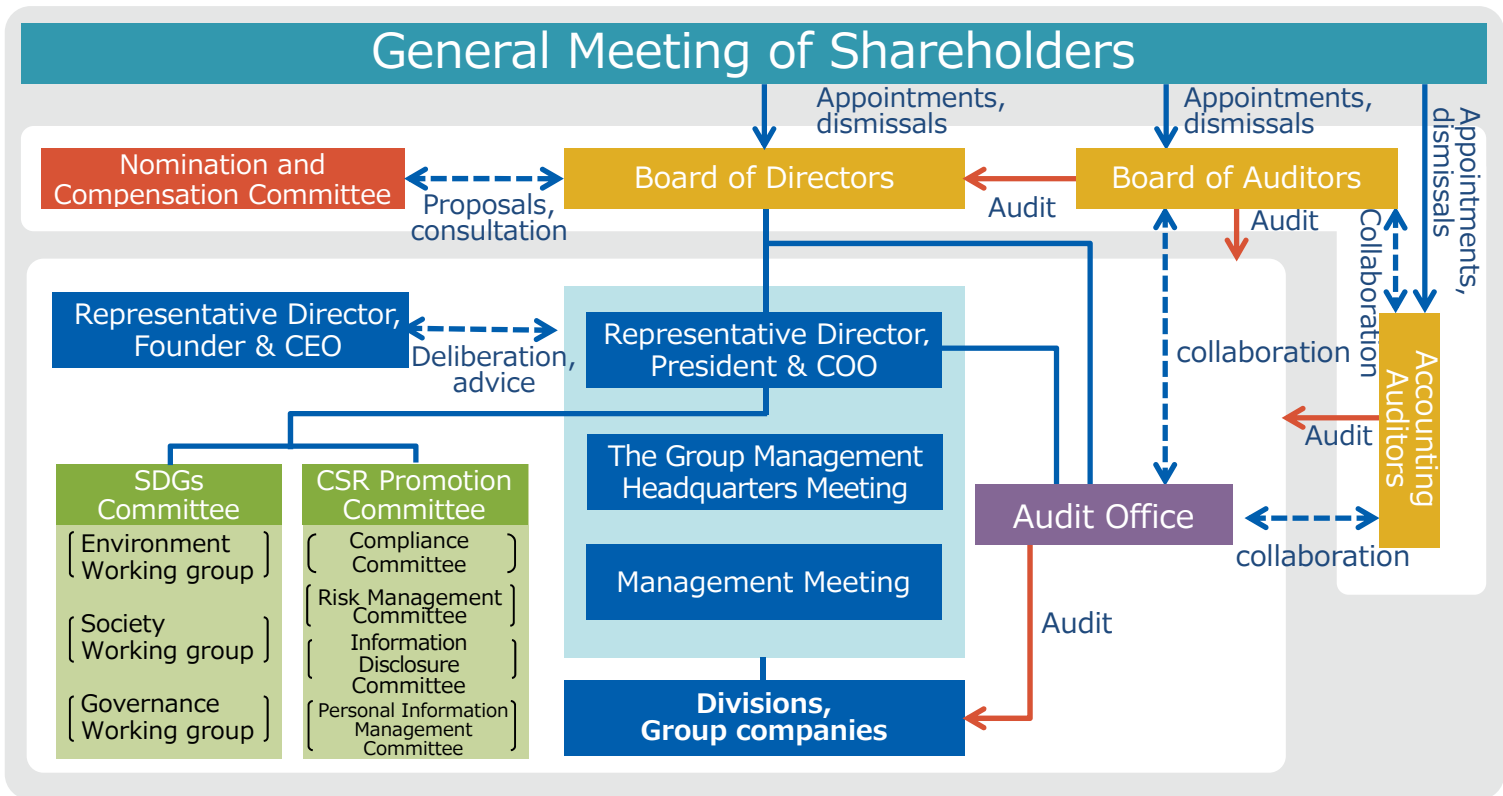 General Meeting of Shareholders
Appointments,
dismissals
Appointments,
dismissals
Appointments,
dismissals
Nomination and
Compensation Committee
Proposals,
consultation
Board of Directors
Audit
Board of Auditors
Audit
Collaboration
Representative Director,
Founder & CEO
Deliberation,
advice
Representative Director,
President & COO
collaboration
Accounting
Auditors
Audit
The Group Management
Headquarters Meeting
SDGs
Committee
CSR Promotion
Committee
Audit Office
collaboration
Environment
Working group
Society
Working group
Governance
Working group
Compliance
Committee
Risk Management
Committee
Information
Disclosure
Committee
Personal Information
Management
Committee
Management Meeting
Audit
Divisions,
Group companies